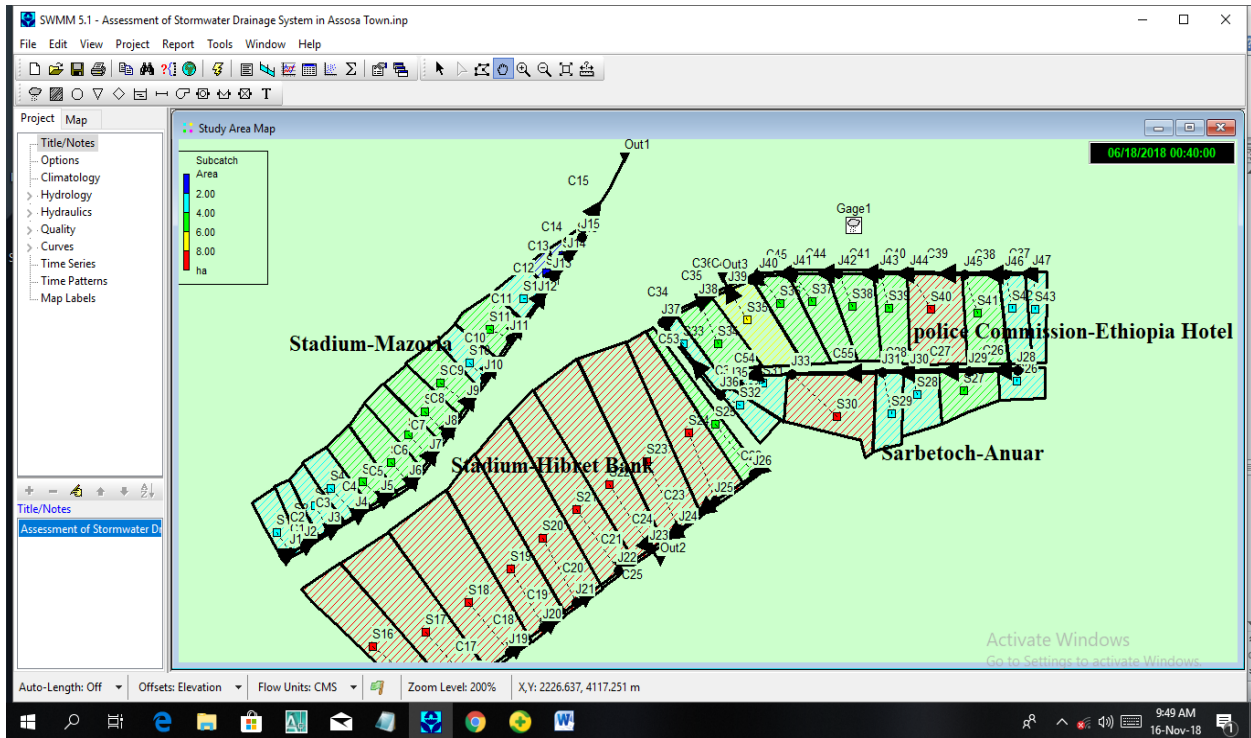 SWMM 5.1 - Assessment of Stormwater Drainage System in Assosa Town.inp
File Edit View Project Report Tools Window Help
Project Map
Title/Notes
Options
Climatology
Hydrology
Hydraulics
Quality
Curves
Time Series
Time Patterns
Map Labels
Title/Notes
Assessment of Stormwater Dr
Study Area Map
06/18/2018 00:40:00
Subcatch
Area
2.00
4.00
6.00
8.00
ha
Out1
C15
J15
C14
J14
C13
J13
C12
J12
C11
S11
J11
C10
S10
J10
C9
J9
C8
J8
C7
J7
C6
J6
C5
J5
C4
J4
C3
J3
C2
J2
J1
Stadium-Mazoria
Gage1
Out3
C35
C34
J37
J38
J39
J40
C45
J41
C44
J42
C41
J43
J44
C39
J45
C38
J46
C37
J47
S33
S34
S35
S36
S37
S38
S39
S40
S41
S42
S43
police Commission-Ethiopia Hotel
C53
C54
J36
J33
C55
J31
J30
C27
J29
J28
S32
S30
S29
S28
S27
Sarbetoch-Anuar
Stadium-Hibret Bank
S25
S24
S23
S22
S21
S20
S19
S18
S17
S16
J26
J25
C23
J24
C24
J23
Out2
C21
J22
C25
C20
J21
C19
J20
C18
J19
C17
Activate Windows
Go to Settings to activate Windows.
Auto-Length: Off Offsets: Elevation Flow Units: CMS Zoom Level: 200% X,Y: 2226.637, 4117.251 m
9:49 AM
16-Nov-18